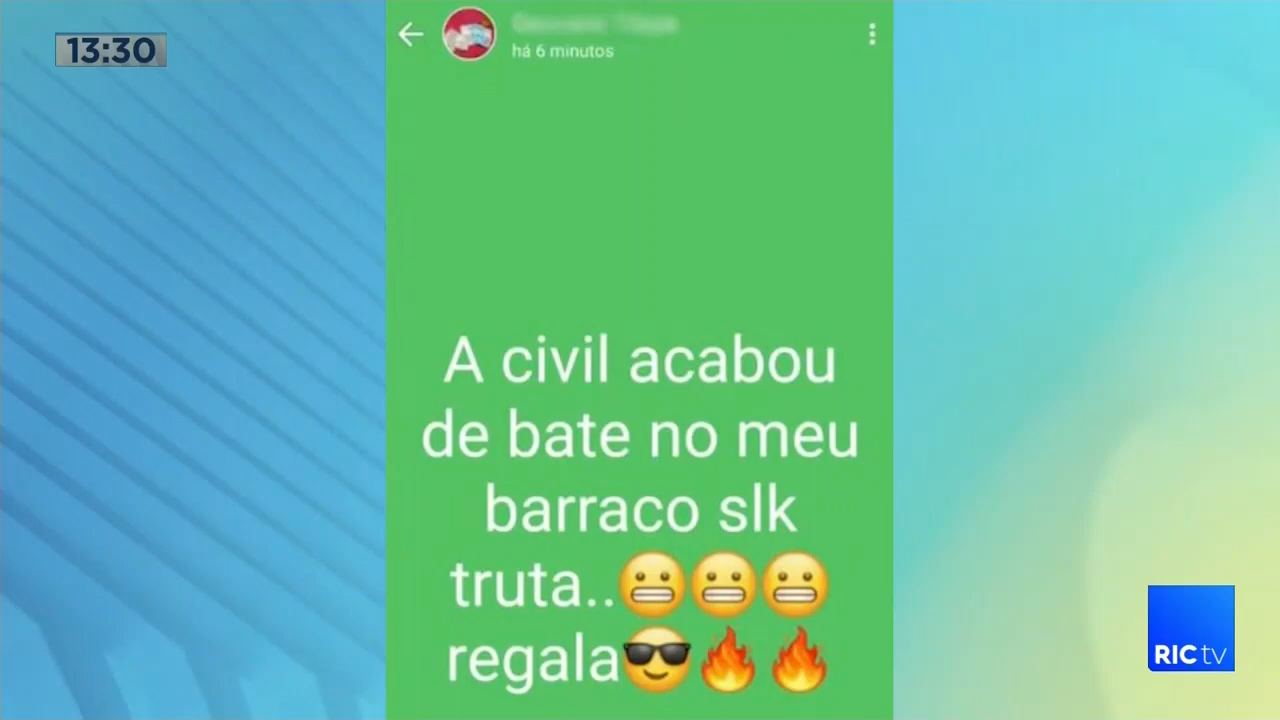 13:30
há 6 minutos
A civil acabou
de bate no meu
barraco slk
truta..😬😬😬
regala😎🔥🔥
RIC tv